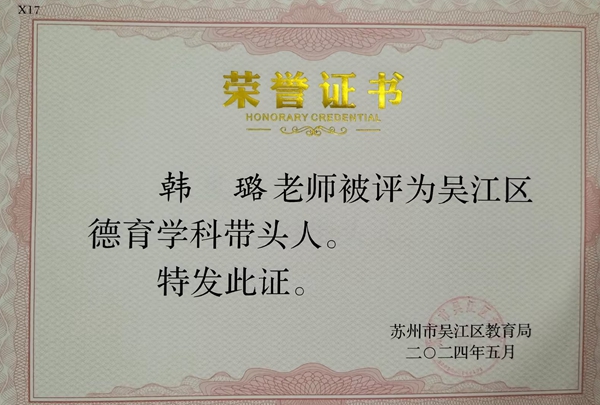 X17
荣誉证书
HONORARY CREDENTIAL
韩 璐老师被评为吴江区
德育学科带头人。
特发此证。
苏州市吴江区教育局
二〇二四年五月